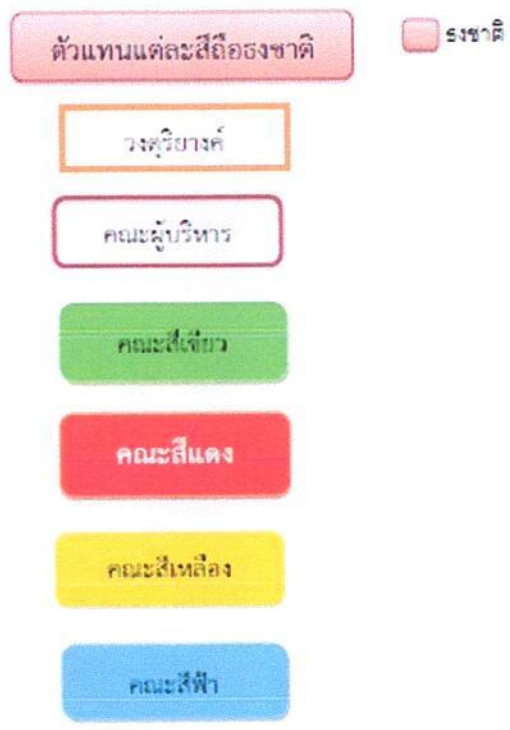 ตัวแทนแต่ละสีถือธงชาติ
ธงชาติ
วงดุริยางค์
คณะผู้บริหาร
คณะสีเขียว
คณะสีแดง
คณะสีเหลือง
คณะสีฟ้า